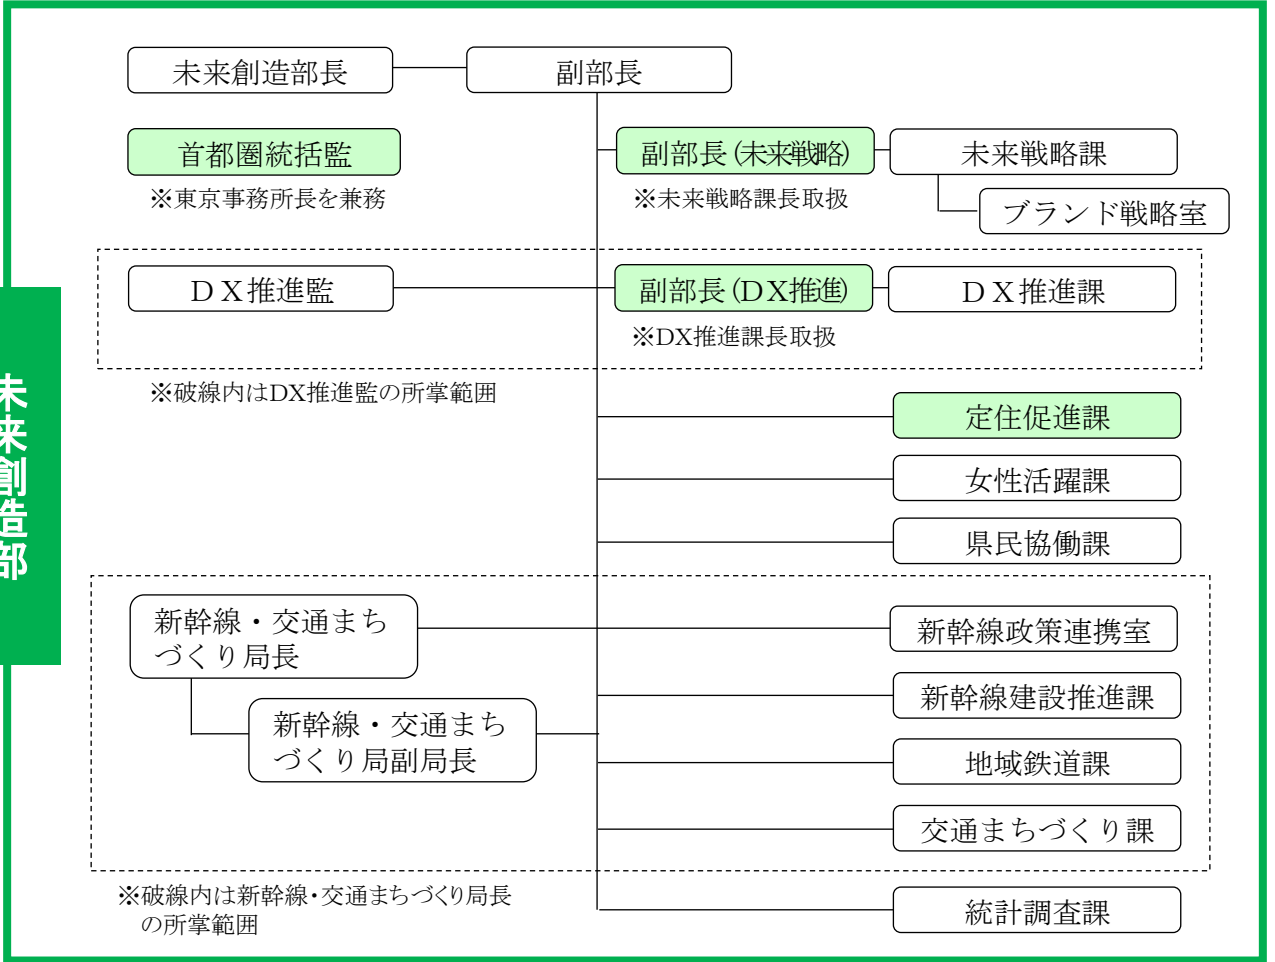 未来創造部
未来創造部長
副部長
首都圏統括監
※東京事務所長を兼務
副部長(未来戦略)
※未来戦略課長取扱
未来戦略課
ブランド戦略室
ＤＸ推進監
副部長(ＤＸ推進)
※DX推進課長取扱
ＤＸ推進課
※破線内はDX推進監の所掌範囲
定住促進課
女性活躍課
県民協働課
新幹線・交通まち
づくり局長
新幹線・交通まち
づくり局副局長
新幹線政策連携室
新幹線建設推進課
地域鉄道課
交通まちづくり課
※破線内は新幹線・交通まちづくり局長
の所掌範囲
統計調査課